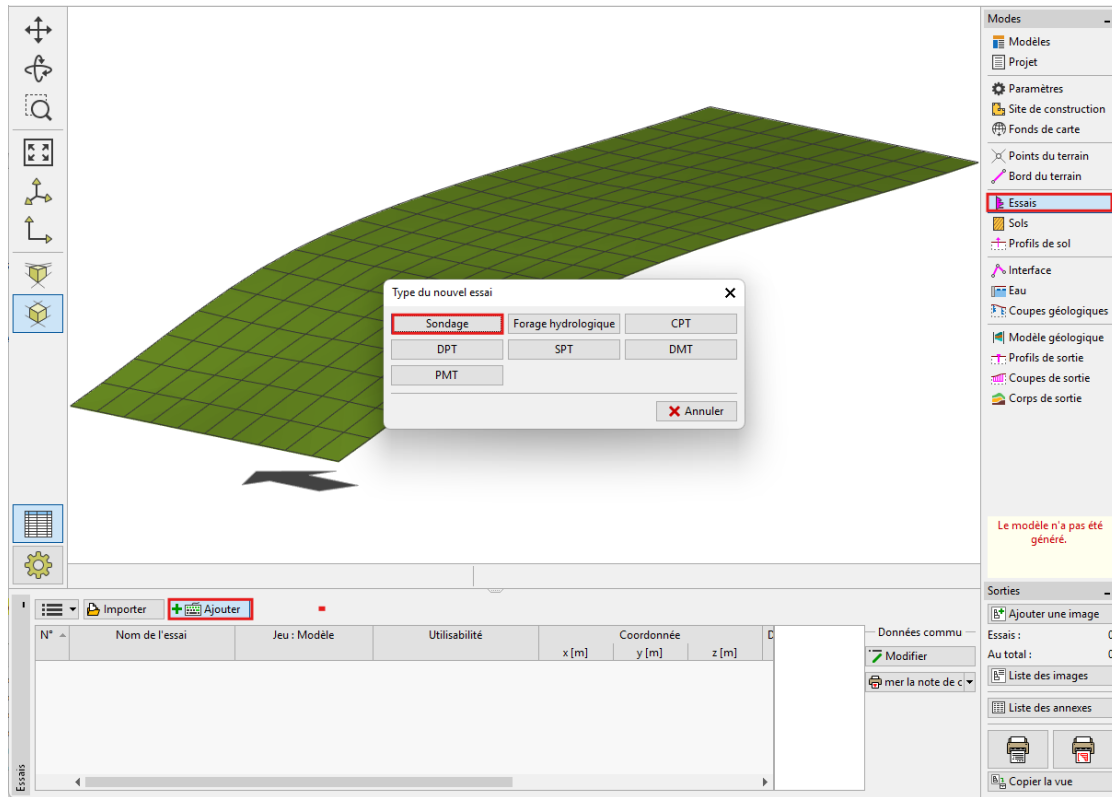 Modes
Modèles
Projet
Paramètres
Site de construction
Fonds de carte
Points du terrain
Bord du terrain
Essais
Sols
Profils de sol
Interface
Eau
Coupes géologiques
Modèle géologique
Profils de sortie
Coupes de sortie
Corps de sortie
Type du nouvel essai
Sondage Forage hydrologique CPT
DPT SPT DMT
PMT
Annuler
Le modèle n'a pas été
généré.
Importer Ajouter
N° Nom de l'essai Jeu : Modèle Utilisabilité Coordonnée D
x [m] y [m] z [m]
Essais
Données commu
Modifier
mer la note de c
Sorties
Ajouter une image
Essais : 0
Au total : 0
Liste des images
Liste des annexes
Copier la vue